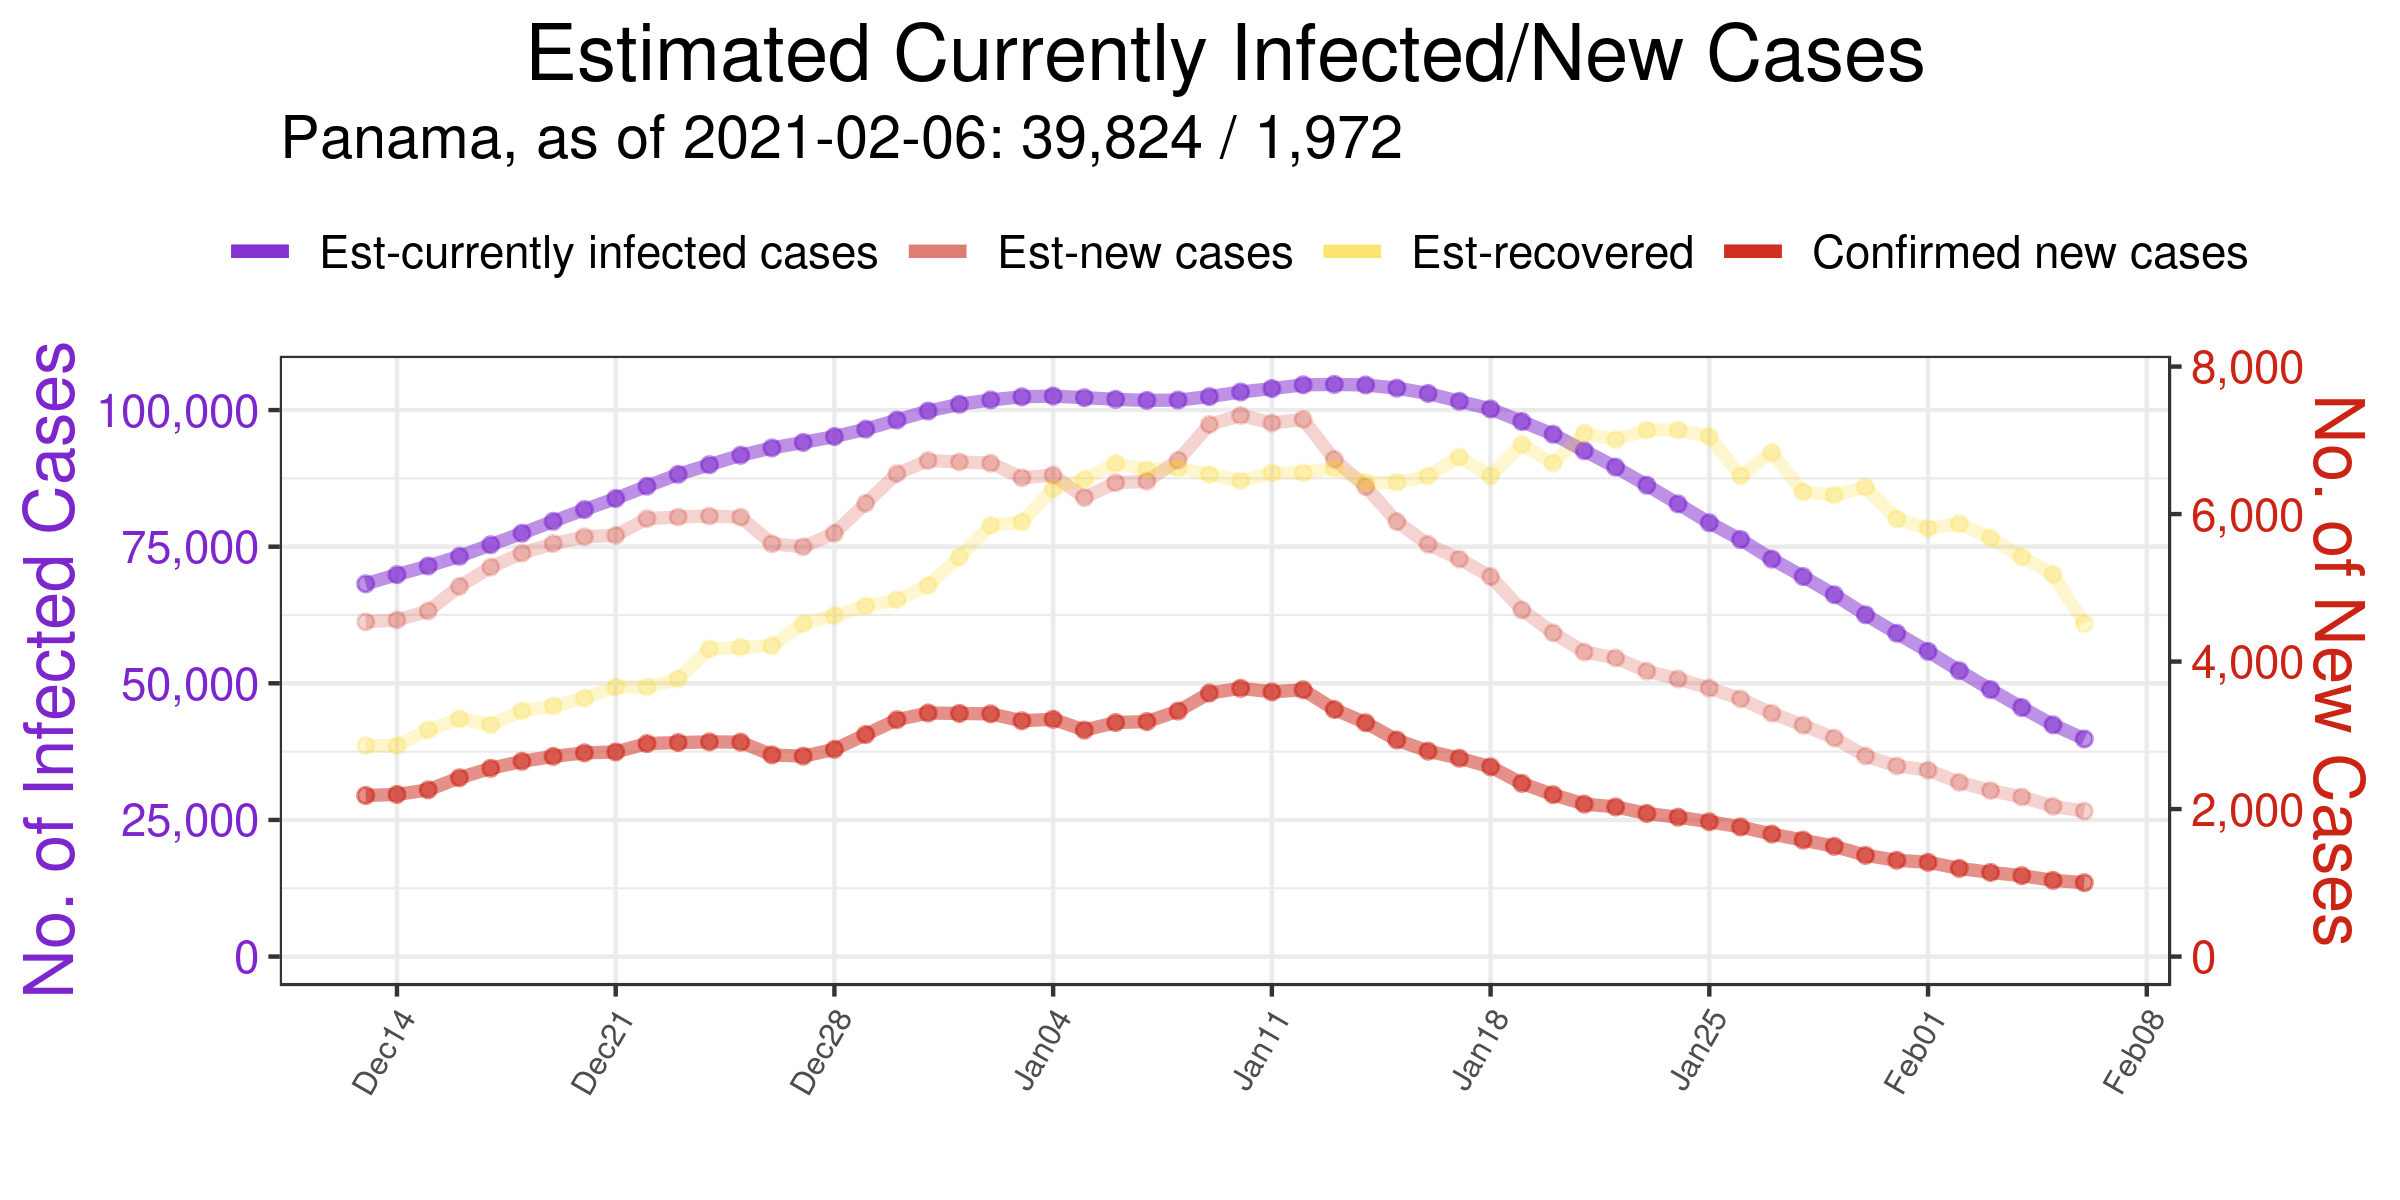 Estimated Currently Infected/New Cases
Panama, as of 2021-02-06: 39,824 / 1,972
Est-currently infected cases Est-new cases Est-recovered Confirmed new cases
No. of Infected Cases
100,000
75,000
50,000
25,000
0
8,000
6,000
4,000
2,000
0
No. of New Cases
Dec14 Dec21 Dec28 Jan04 Jan11 Jan18 Jan25 Feb01 Feb08